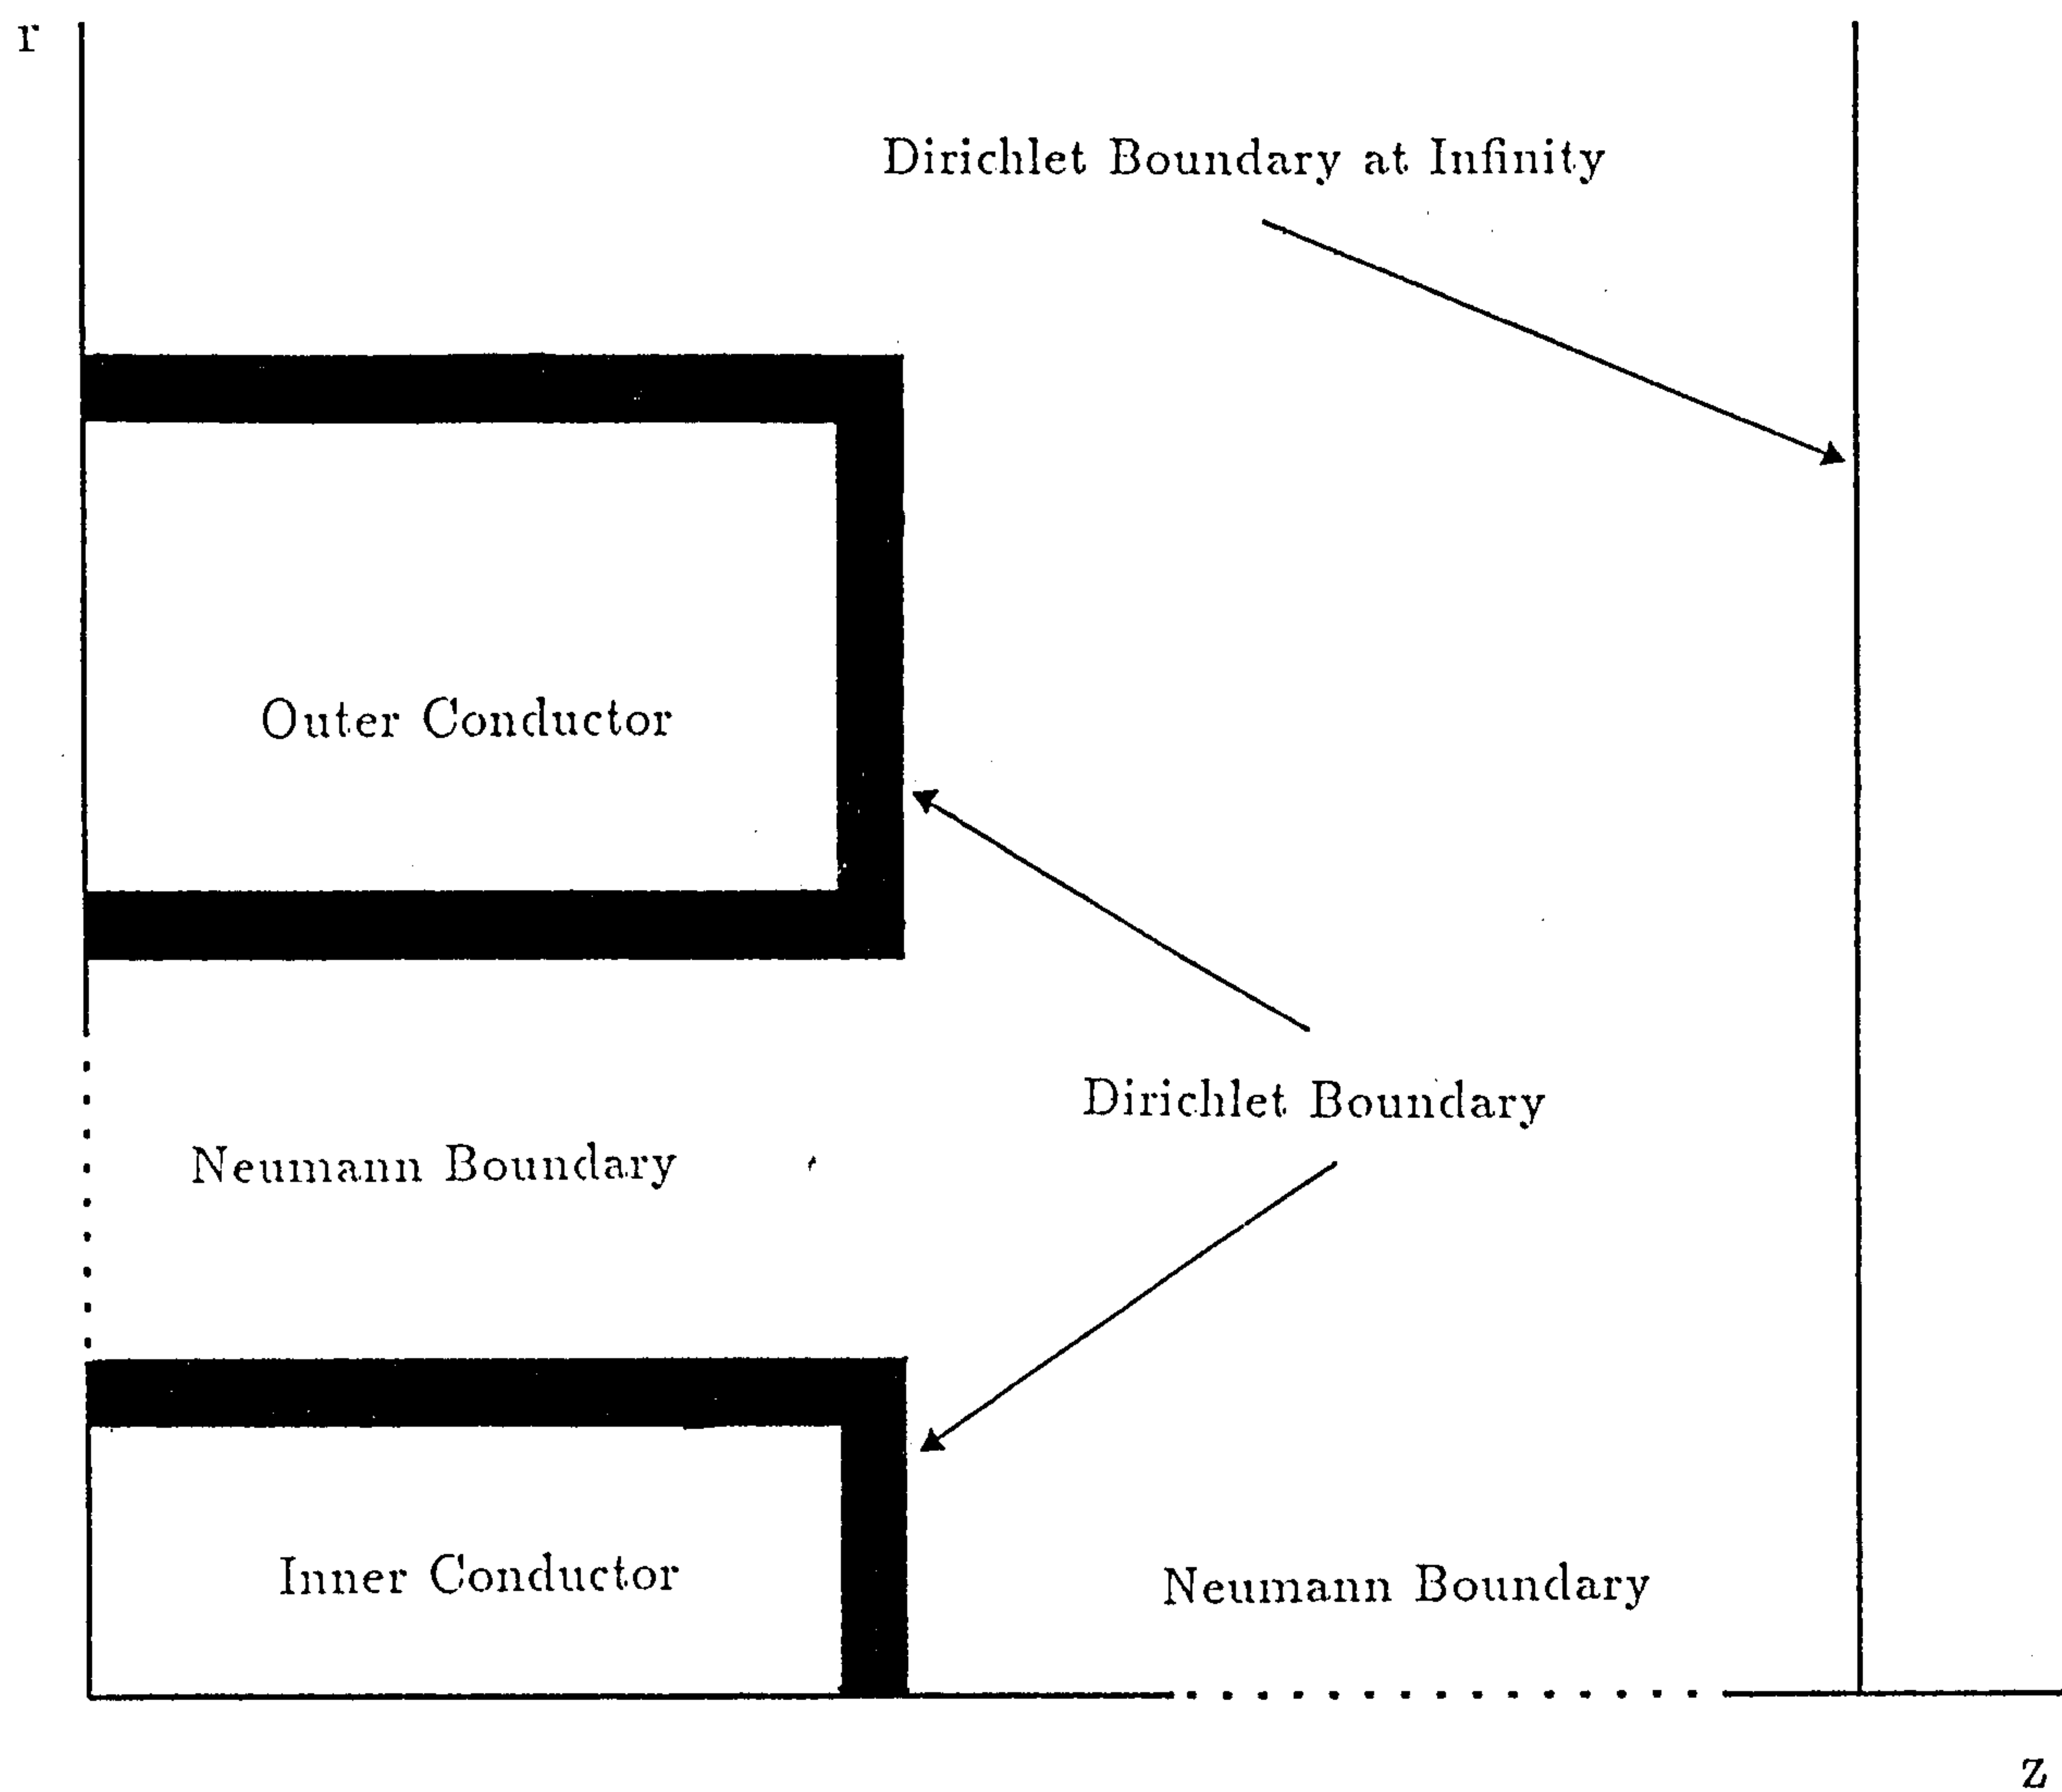 r
Dirichlet Boundary at Infinity
Outer Conductor
Dirichlet Boundary
Neumann Boundary
Inner Conductor
Neumann Boundary
z